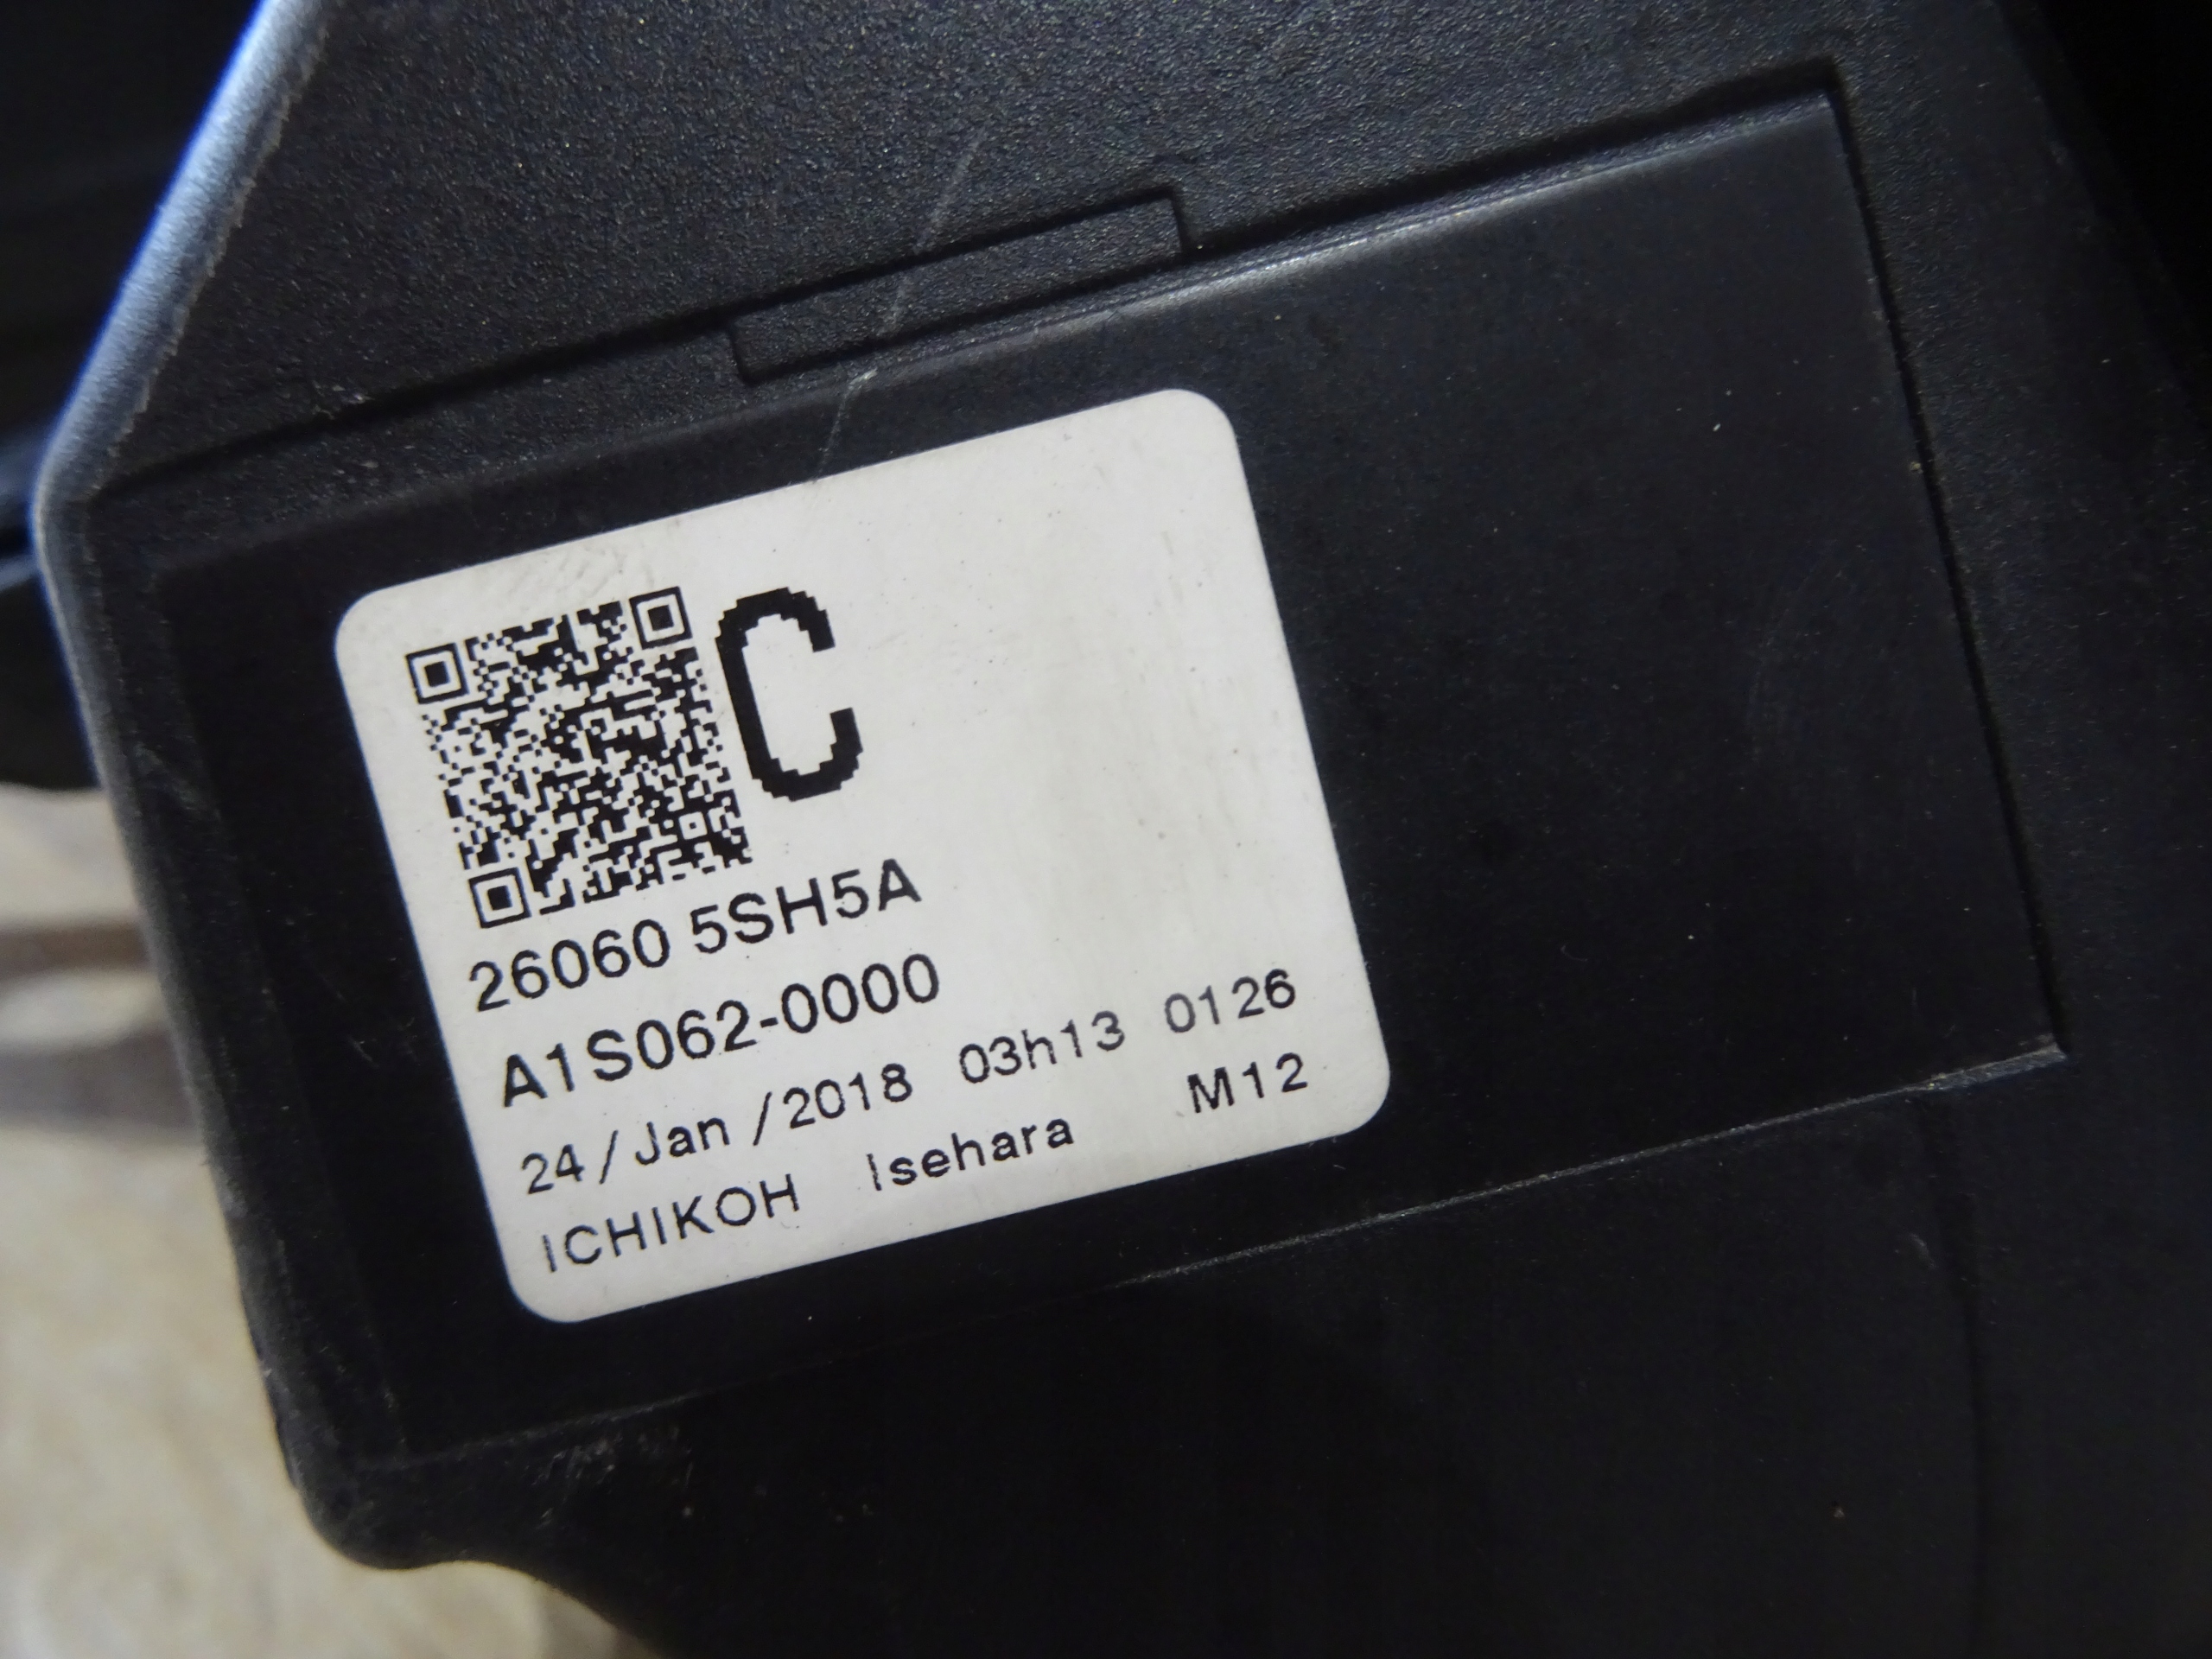 C
26060 5SH5A
A1S062-0000
24/Jan/2018 03h13 0126
ICHIKOH Isehara M12